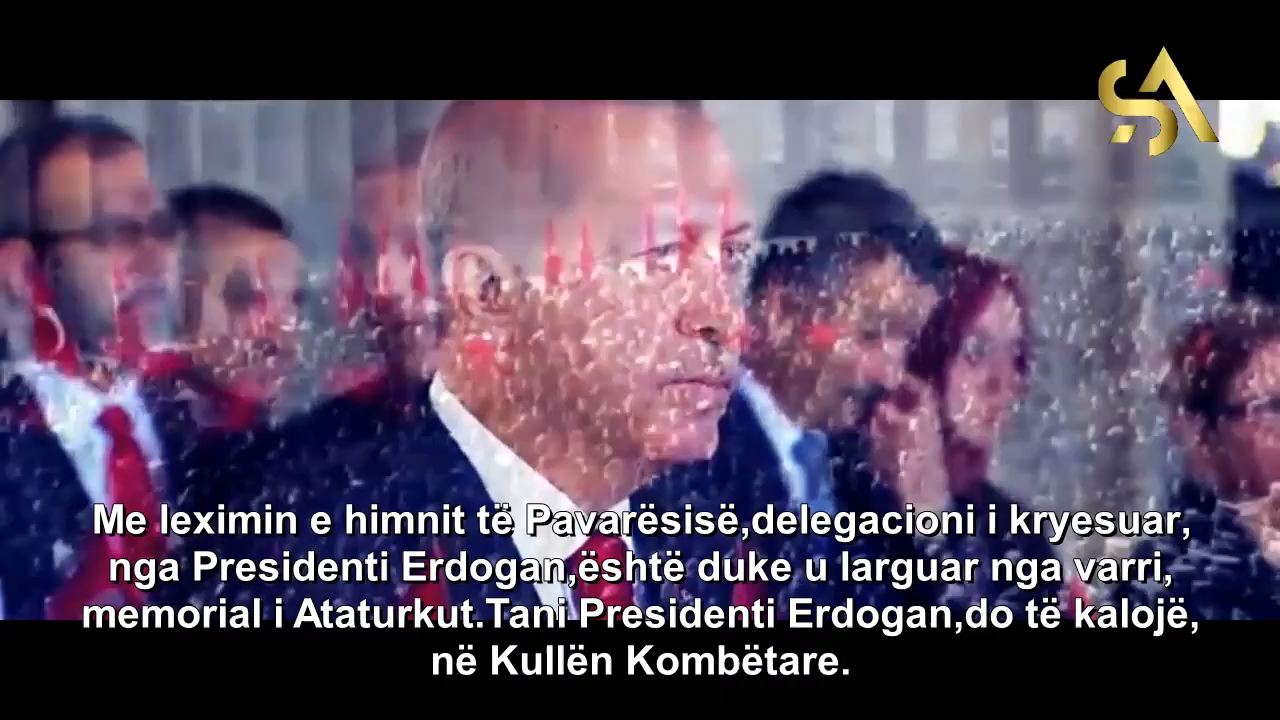 SA
Me leximin e himnit të Pavarësisë,delegacioni i kryesuar,
nga Presidenti Erdogan,është duke u larguar nga varri,
memorial i Ataturkut.Tani Presidenti Erdogan,do të kalojë,
në Kullën Kombëtare.